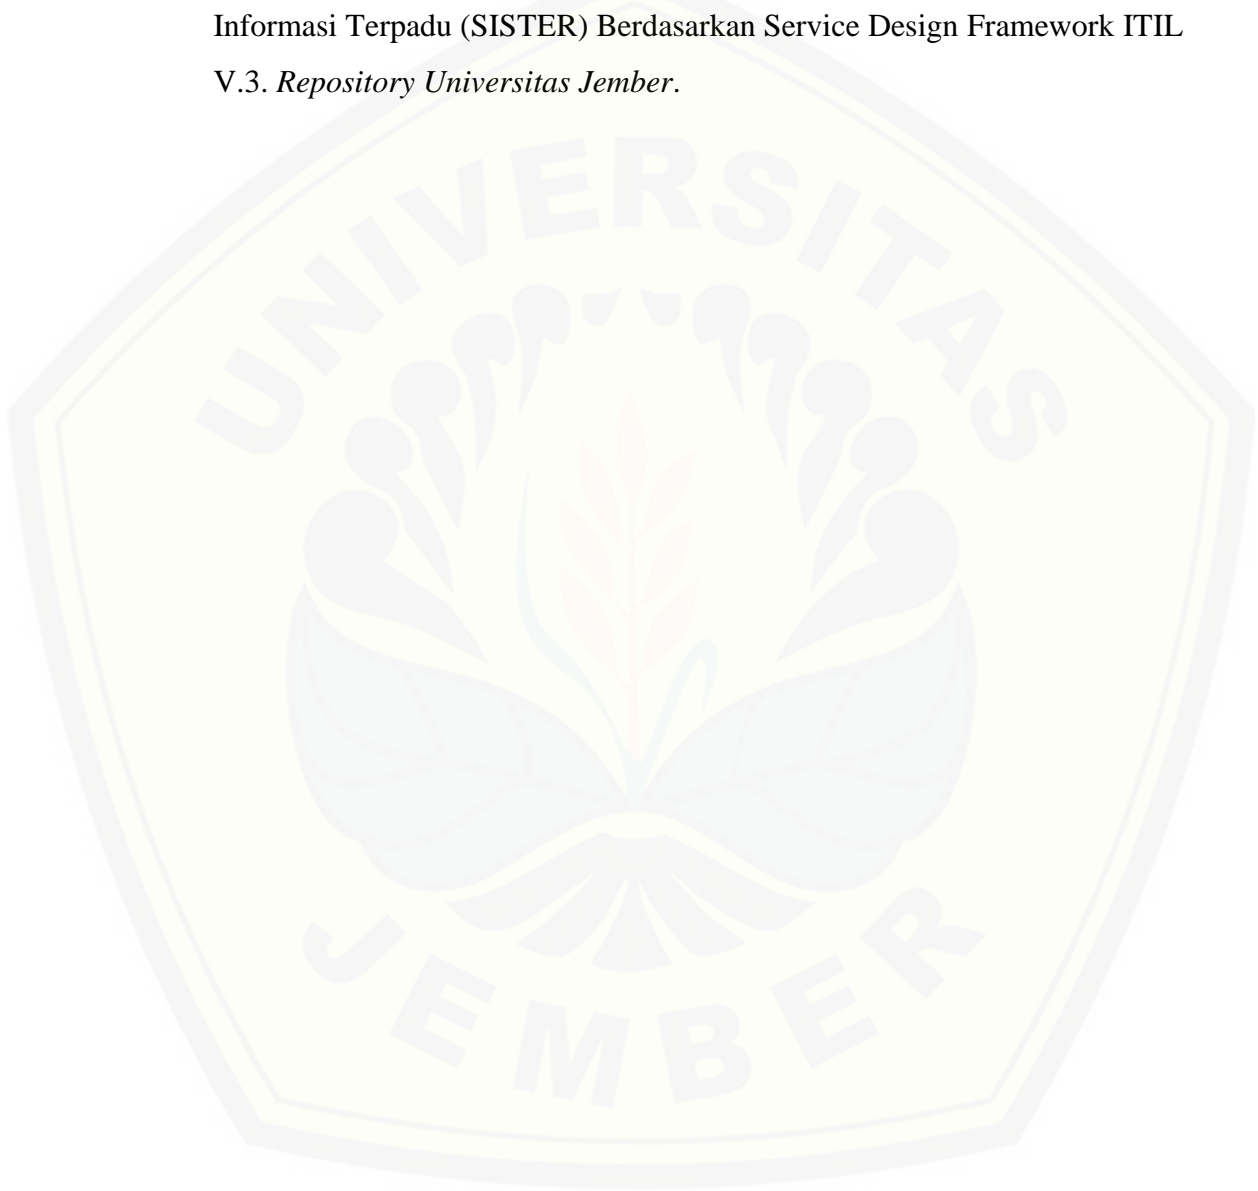 Informasi Terpadu (SISTER) Berdasarkan Service Design Framework ITIL
V.3. Repository Universitas Jember.
UNIVERSITAS
JEMBER